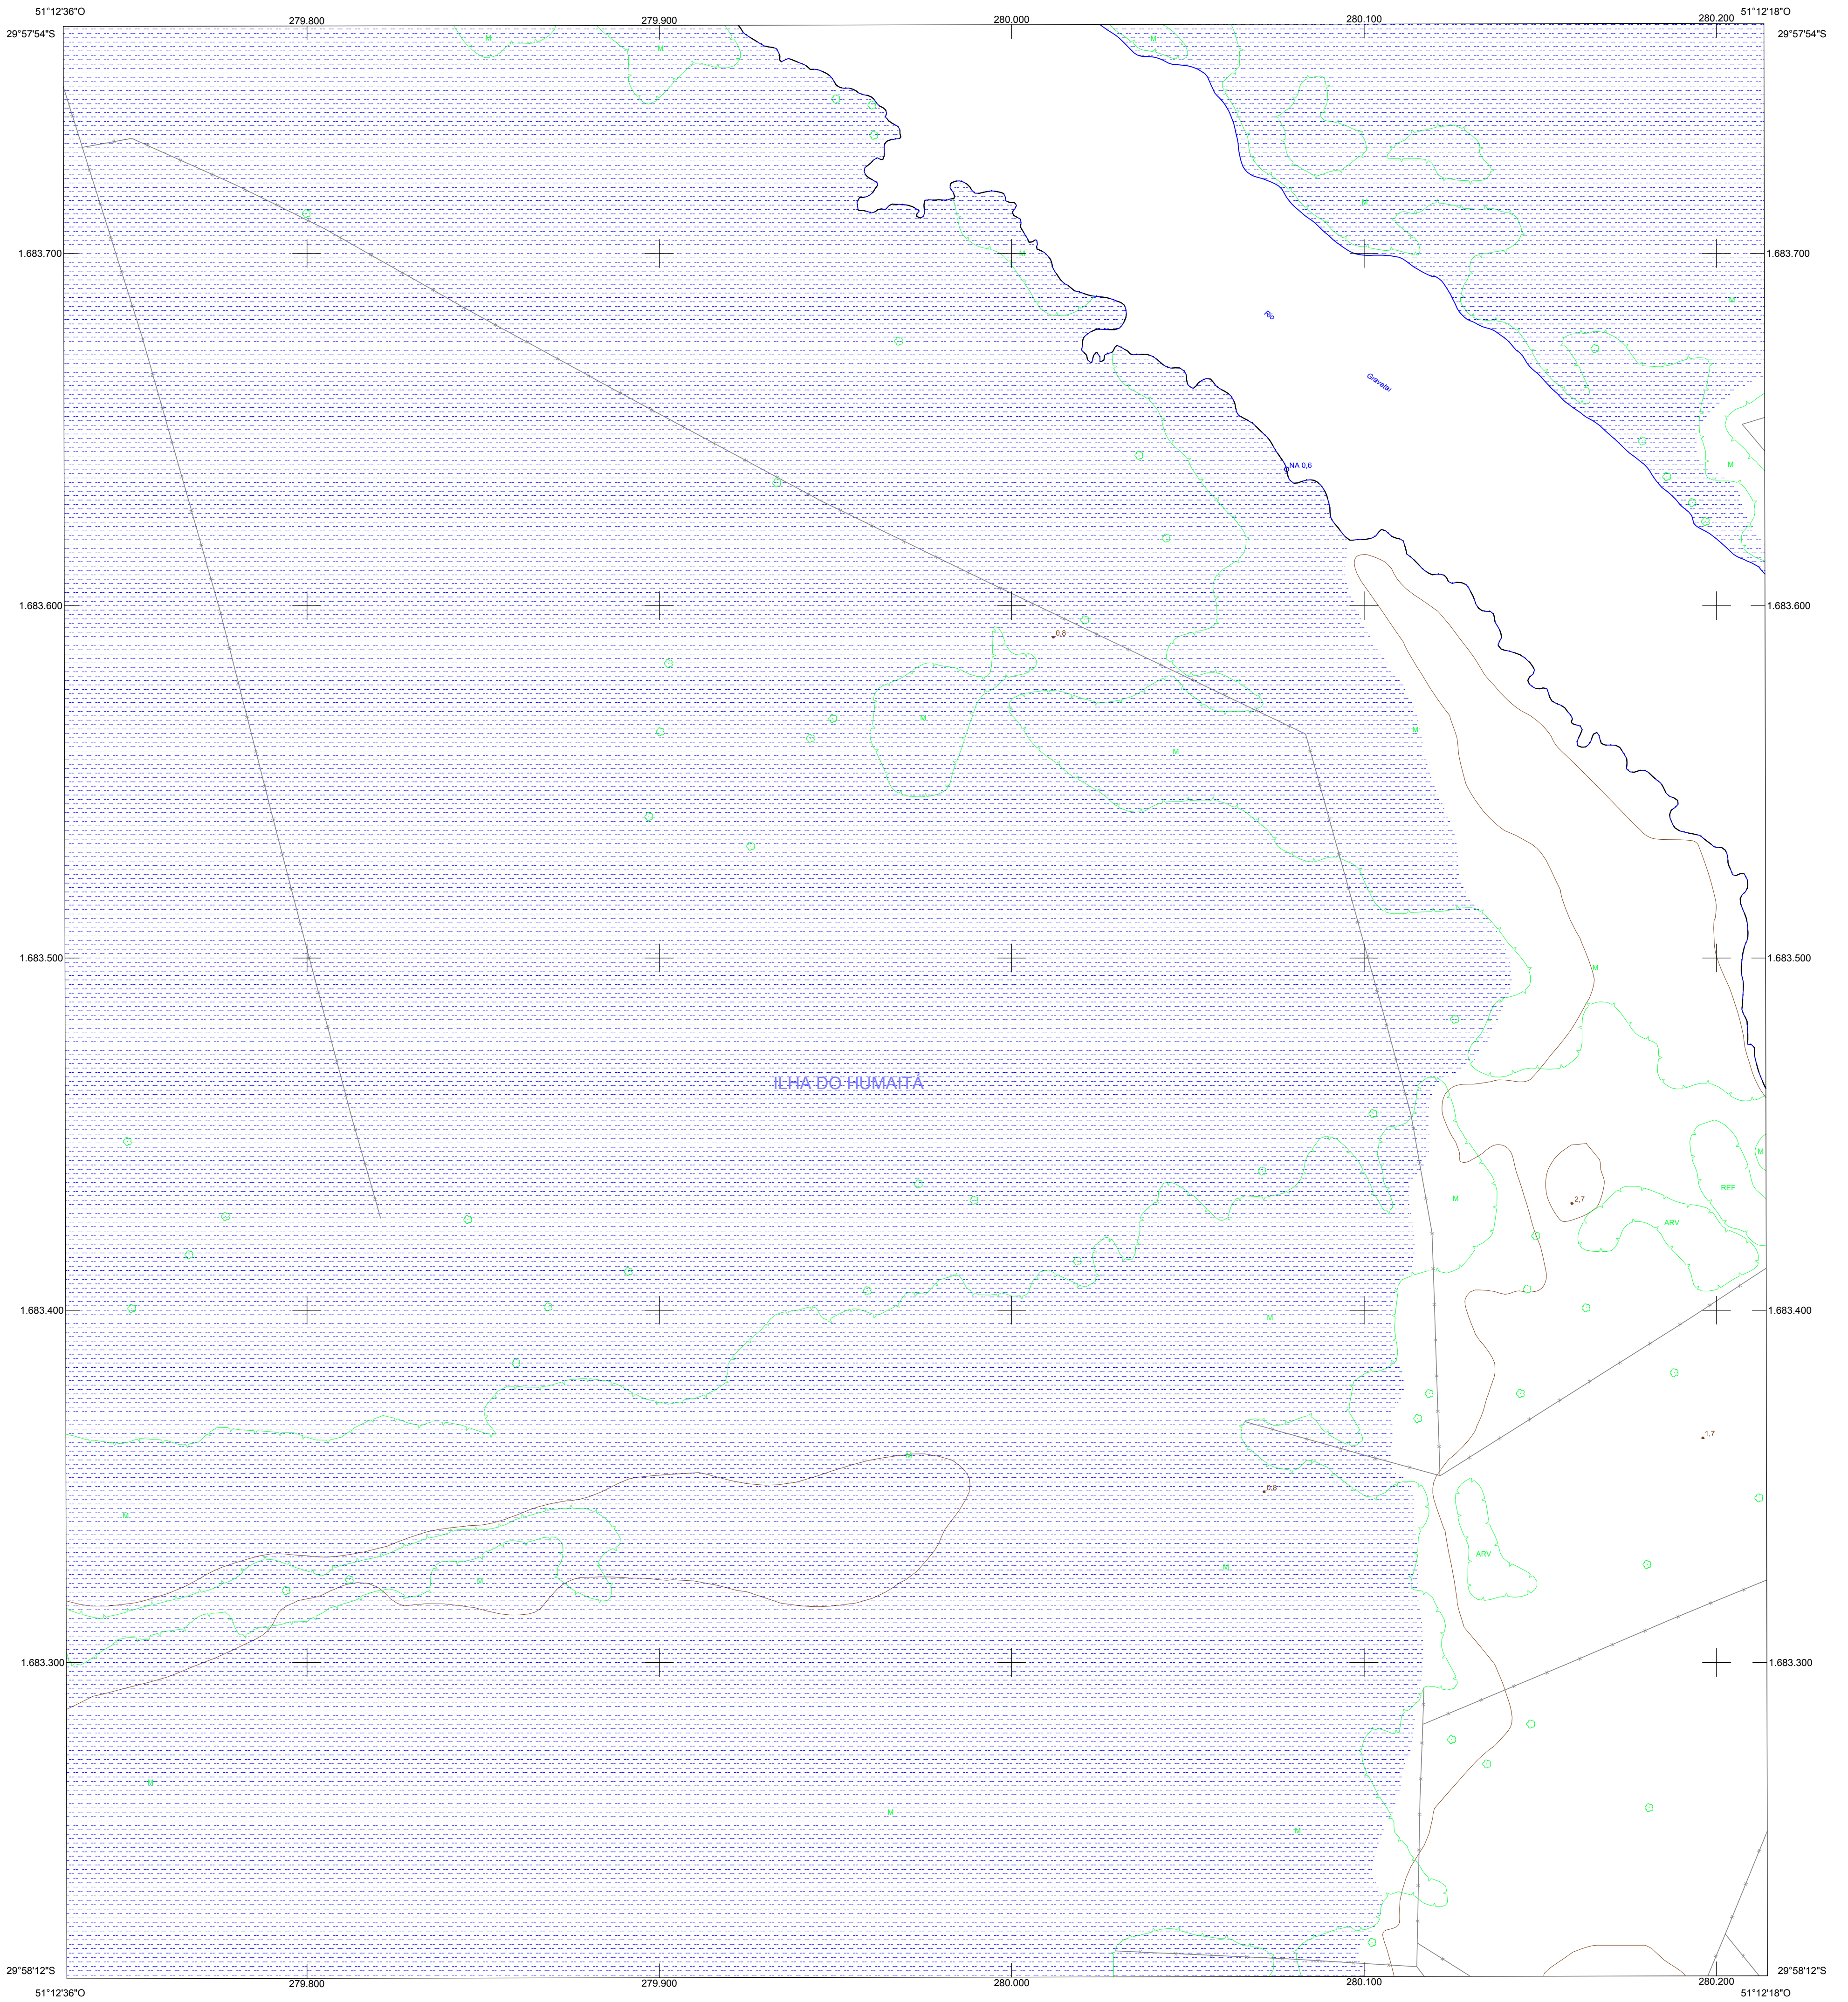 51°12'36"O
51°12'18"O
279.800
279.900
280.000
280.100
280.200
29°57'54"S
29°57'54"S
M
M
M
M
1.683.700
M
1.683.700
M
Rio
Gravataí
M
NA 0,6
1.683.600
1.683.600
0,8
M
M
M
1.683.500
M
1.683.500
ILHA DO HUMAITÁ
M
REF
M
2,7
ARV
1.683.400
M
1.683.400
1,7
M
0,8
M
ARV
M
M
1.683.300
1.683.300
M
M
M
29°58'12"S
29°58'12"S
279.800
279.900
280.000
280.100
280.200
51°12'36"O
51°12'18"O